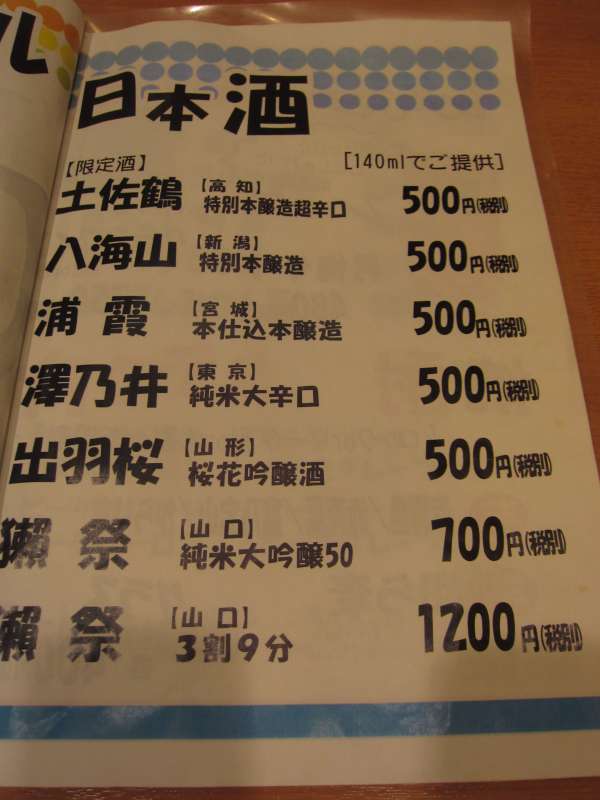 ル
日本酒
【限定酒】 [140mlでご提供]
土佐鶴 【高知】 特別本醸造超辛口 500円(税別)
八海山 【新潟】 特別本醸造 500円(税別)
浦霞 【宮城】 本仕込本醸造 500円(税別)
澤乃井 【東京】 純米大辛口 500円(税別)
出羽桜 【山形】 桜花吟醸酒 500円(税別)
獺祭 【山口】 純米大吟醸50 700円(税別)
獺祭 【山口】 3割9分 1200円(税別)